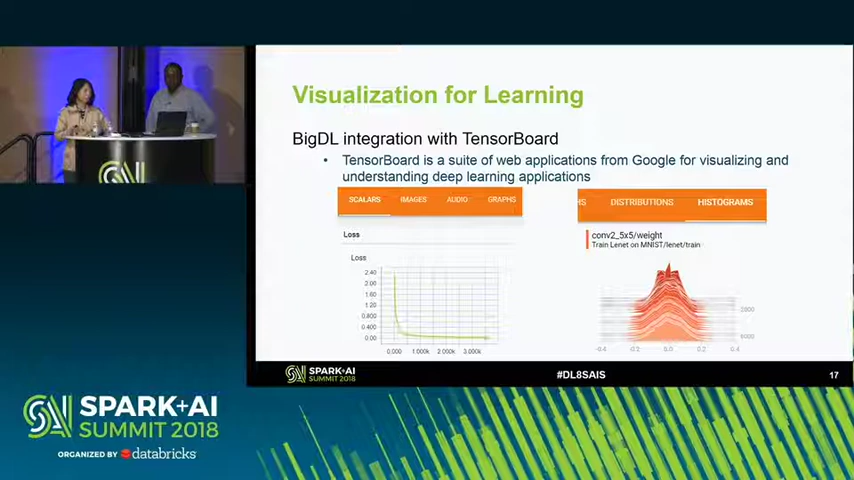 Visualization for Learning
BigDL integration with TensorBoard
• TensorBoard is a suite of web applications from Google for visualizing and
understanding deep learning applications
SCALARS IMAGES AUDIO GRAPHS
Loss
Loss
2.40
2.00
1.60
1.20
0.800
0.400
0.00
0.000 1.000k 2.000k 3.000k
HS DISTRIBUTIONS HISTOGRAMS
conv2_5x5/weight
Train Lenet on MNIST/lenet/train
2800
6000
-0.4 -0.2 0.0 0.2 0.4
SPARK+AI
SUMMIT 2018
#DL8SAIS
17
SPARK+AI
SUMMIT 2018
ORGANIZED BY databricks